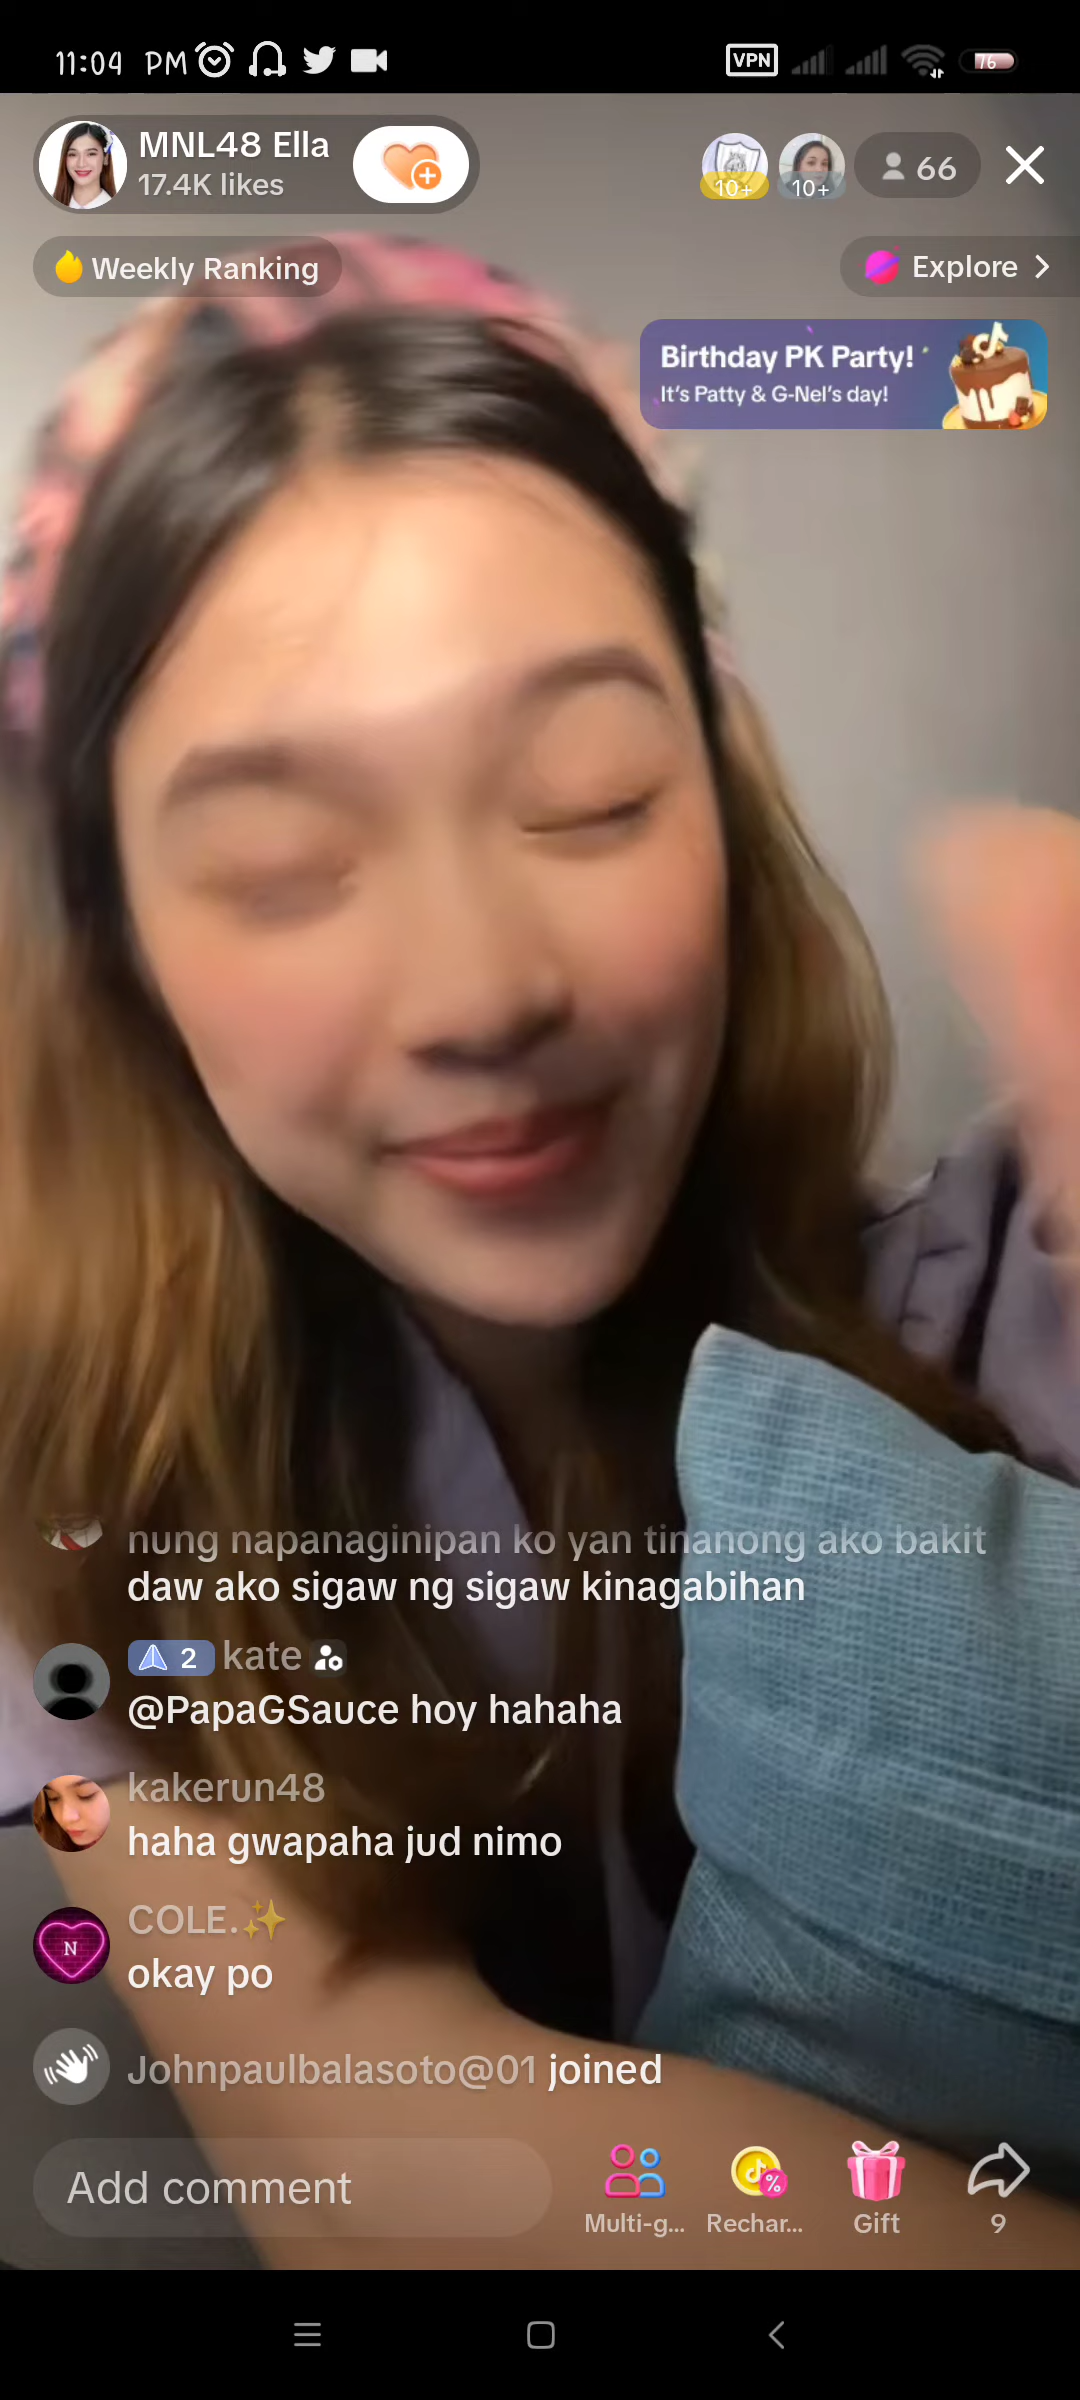 11:04 PM
VPN
76
MNL48 Ella
17.4K likes
10+
10+
66
Weekly Ranking
Explore
Birthday PK Party!
It's Patty & G-Nel's day!
nung napanaginipan ko yan tinanong ako bakit
daw ako sigaw ng sigaw kinagabihan
2 kate
@PapaGSauce hoy hahaha
kakerun48
haha gwapaha jud nimo
N
COLE.✨
okay po
Johnpaulbalasoto@01 joined
Add comment
Multi-g...
%
Rechar...
Gift
9